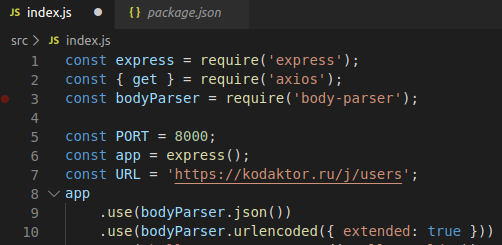 JS index.js ●
{ } package.json
src > JS index.js
1 const express = require('express');
2 const { get } = require('axios');
3 const bodyParser = require('body-parser');
4
5 const PORT = 8000;
6 const app = express();
7 const URL = 'https://kodaktor.ru/j/users';
8 app
9 .use(bodyParser.json())
10 .use(bodyParser.urlencoded({ extended: true }))